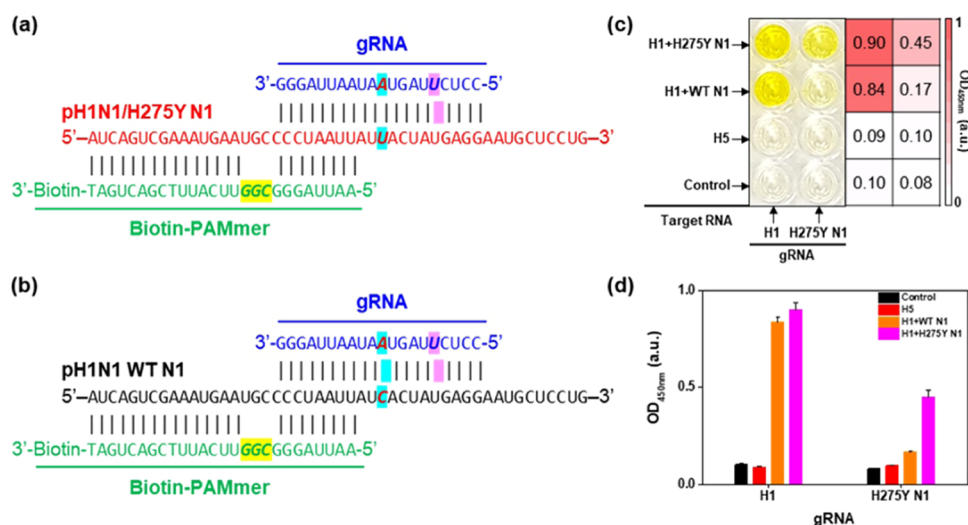 (a)
gRNA
3’-GGGAUUAAUAAUGAUUCUCC-5’
pH1N1/H275Y N1
5’—AUCAGUCGAAAUGAAUGCCCCUAAUUAUUACUAUGAGGAAUGCUCCUG—3’
3’-Biotin-TAGUCAGCTUUACUUGGCGGGAUUAA-5’
Biotin-PAMmer
(b)
gRNA
3’-GGGAUUAAUAAUGAUUCUCC-5’
pH1N1 WT N1
5’—AUCAGUCGAAAUGAAUGCCCCUAAUUAUCACUAUGAGGAAUGCUCCUG—3’
3’-Biotin-TAGUCAGCTUUACUUGGCGGGAUUAA-5’
Biotin-PAMmer
(c)
H1+H275Y N1
0.90 0.45
H1+WT N1
0.84 0.17
H5
0.09 0.10
Control
0.10 0.08
1
OD450nm (a.u.)
0
Target RNA
H1 H275Y N1
gRNA
(d)
1.0
0.5
0.0
OD450nm (a.u.)
Control
H5
H1+WT N1
H1+H275Y N1
H1 H275Y N1
gRNA